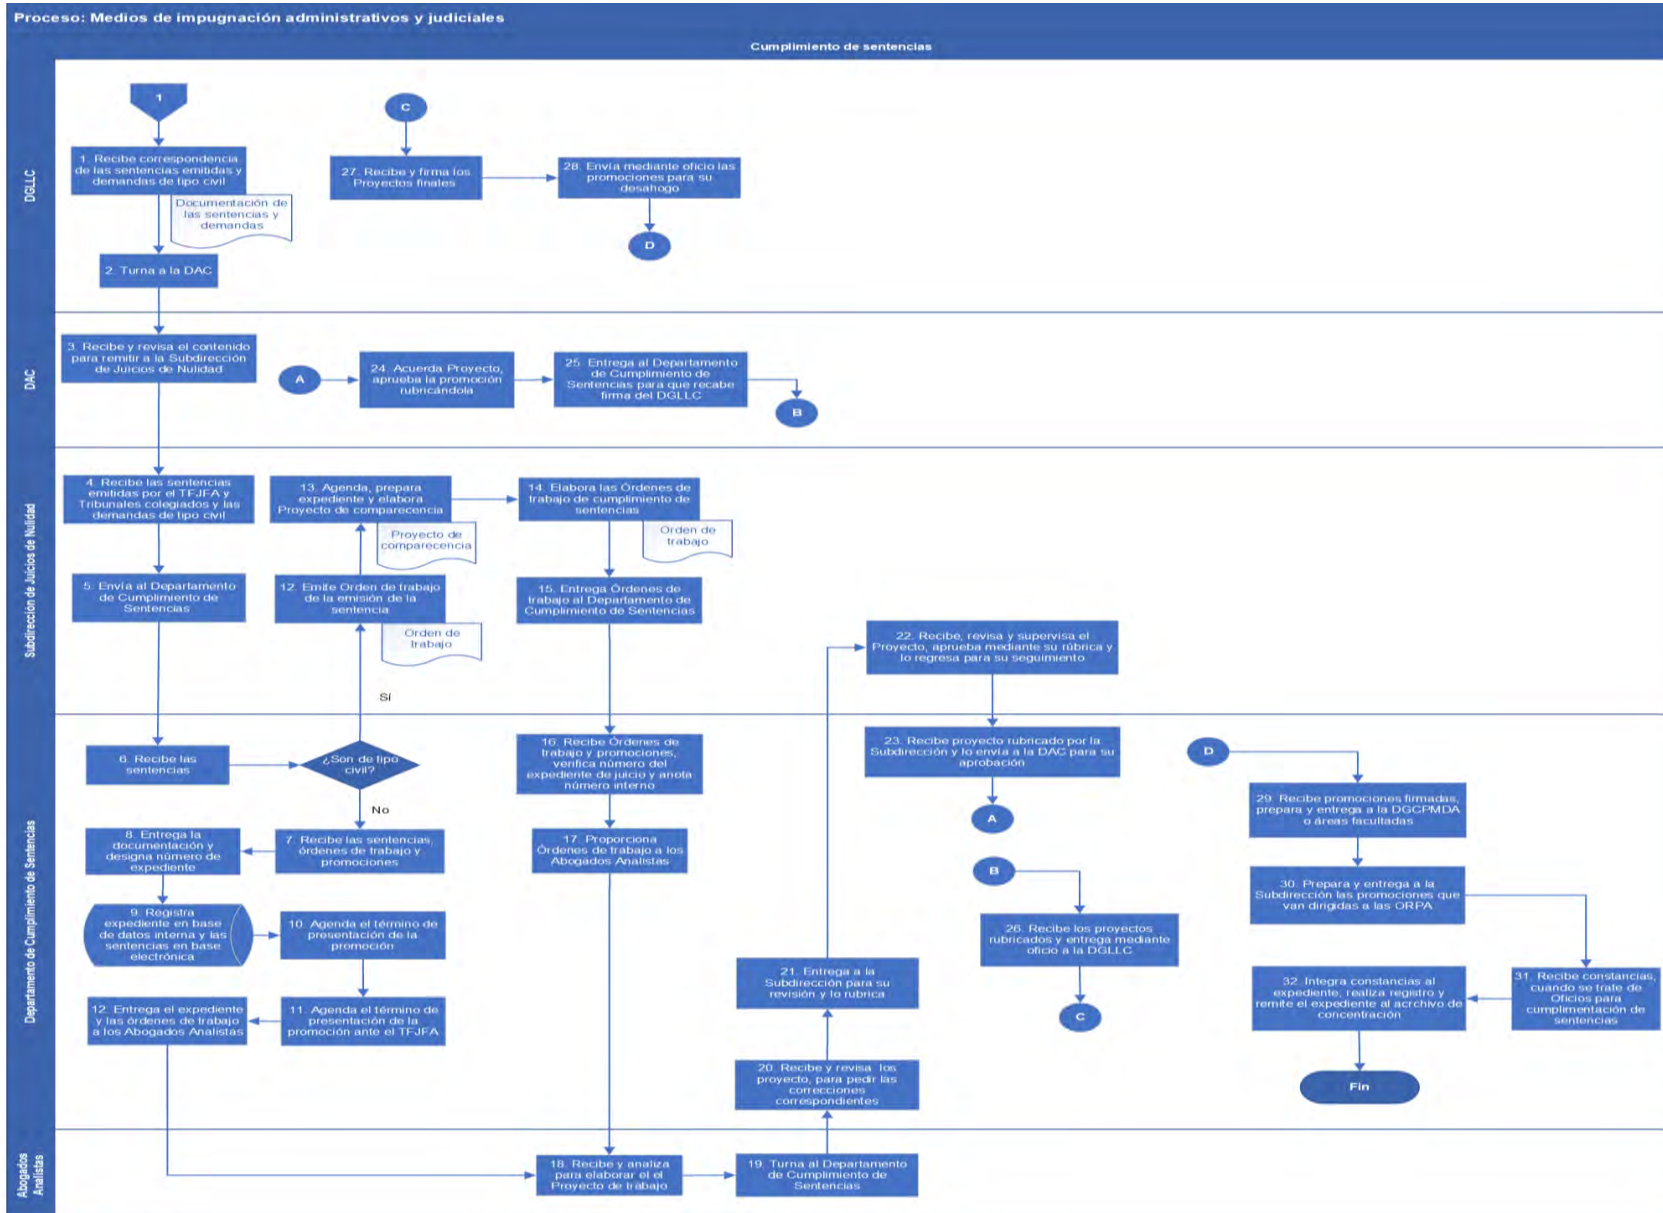 Proceso: Medios de impugnación administrativos y judiciales
Cumplimiento de sentencias
DGLLC
1
1. Recibe correspondencia
de las sentencias emitidas y
demandas de tipo civil
Documentación de
las sentencias y
demandas
2. Turna a la DAC
C
27. Recibe y firma los
Proyectos finales
28. Envía mediante oficio las
promociones para su
desahogo
D
DAC
3. Recibe y revisa el contenido
para remitir a la Subdirección
de Juicios de Nulidad
A
24. Acuerda Proyecto,
aprueba la promoción
rubricándola
25. Entrega al Departamento
de Cumplimiento de
Sentencias para que recabe
firma del DGLLC
B
Subdirección de Juicios de Nulidad
4. Recibe las sentencias
emitidas por el TFJFA y
Tribunales colegiados y las
demandas de tipo civil
5. Envía al Departamento
de Cumplimiento de
Sentencias
13. Agenda, prepara
expediente y elabora
Proyecto de comparecencia
Proyecto de
comparecencia
12. Emite Orden de trabajo
de la emisión de la
sentencia
Orden de
trabajo
Sí
14. Elabora las Órdenes de
trabajo de cumplimiento de
sentencias
Orden de
trabajo
15. Entrega Órdenes de
trabajo al Departamento de
Cumplimiento de Sentencias
22. Recibe, revisa y supervisa el
Proyecto, aprueba mediante su rúbrica y
lo regresa para su seguimiento
Departamento de Cumplimiento de Sentencias
6. Recibe las
sentencias
¿Son de tipo
civil?
No
7. Recibe las sentencias,
órdenes de trabajo y
promociones
8. Entrega la
documentación y
designa número de
expediente
9. Registra
expediente en base
de datos interna y las
sentencias en base
electrónica
10. Agenda el término de
presentación de la
promoción
11. Agenda el término de
presentación de la
promoción ante el TFJFA
12. Entrega el expediente
y las órdenes de trabajo
a los Abogados Analistas
16. Recibe Órdenes de
trabajo y promociones,
verifica número del
expediente de juicio y anota
número interno
17. Proporciona
Órdenes de trabajo a los
Abogados Analistas
21. Entrega a la
Subdirección para su
revisión y lo rubrica
20. Recibe y revisa los
proyecto, para pedir las
correcciones
correspondientes
23. Recibe proyecto rubricado por la
Subdirección y lo envía a la DAC para su
aprobación
A
B
26. Recibe los proyectos
rubricados y entrega mediante
oficio a la DGLLC
C
D
29. Recibe promociones firmadas,
prepara y entrega a la DGCPMDA
o áreas facultadas
30. Prepara y entrega a la
Subdirección las promociones que
van dirigidas a las ORPA
31. Recibe constancias,
cuando se trate de
Oficios para
cumplimentación de
sentencias
32. Integra constancias al
expediente, realiza registro y
remite el expediente al acrchivo de
concentración
Fin
Abogados
Analistas
18. Recibe y analiza
para elaborar el el
Proyecto de trabajo
19. Turna al Departamento
de Cumplimiento de
Sentencias